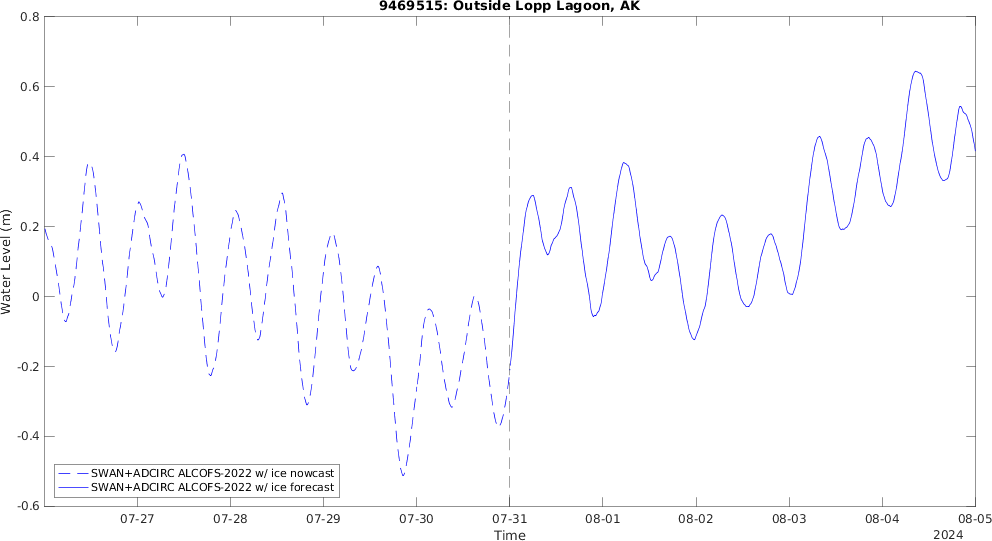 9469515: Outside Lopp Lagoon, AK
0.8
0.6
0.4
0.2
0
-0.2
-0.4
-0.6
Water Level (m)
SWAN+ADCIRC ALCOFS-2022 w/ ice nowcast
SWAN+ADCIRC ALCOFS-2022 w/ ice forecast
07-27 07-28 07-29 07-30 07-31 08-01 08-02 08-03 08-04 08-05
Time
2024